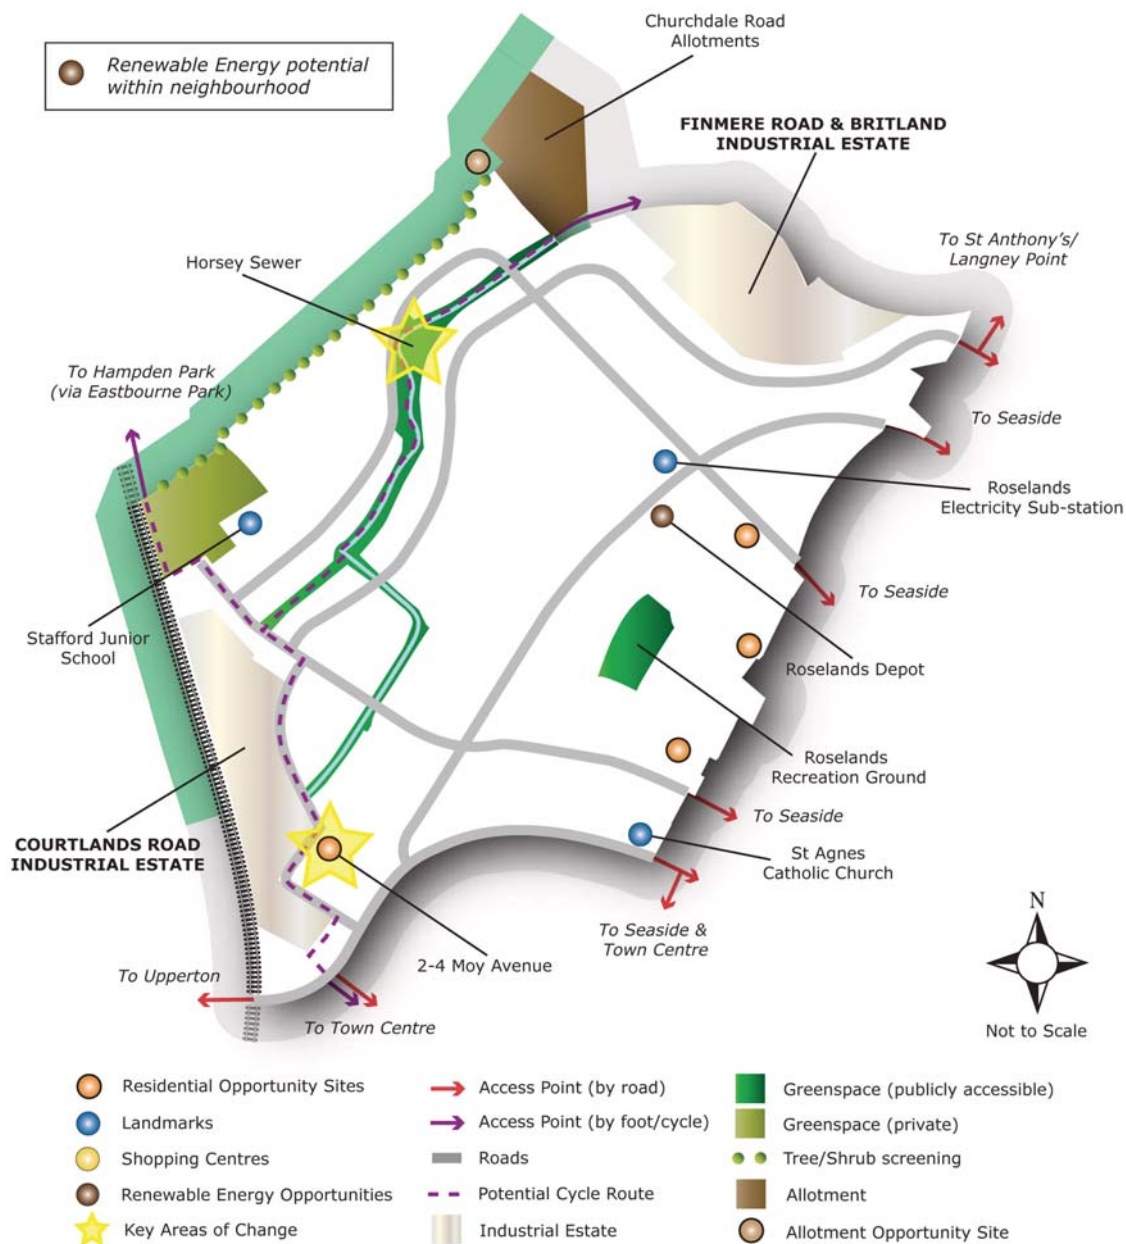 Churchdale Road
Allotments
Renewable Energy potential
within neighbourhood
FINMERE ROAD & BRITLAND
INDUSTRIAL ESTATE
To St Anthony's/
Langney Point
Horsey Sewer
To Hampden Park
(via Eastbourne Park)
To Seaside
Roselands
Electricity Sub-station
To Seaside
Stafford Junior
School
Roselands Depot
Roselands
Recreation Ground
To Seaside
COURTLANDS ROAD
INDUSTRIAL ESTATE
St Agnes
Catholic Church
N
To Seaside &
Town Centre
2-4 Moy Avenue
To Upperton
To Town Centre
Not to Scale
Residential Opportunity Sites
Landmarks
Shopping Centres
Renewable Energy Opportunities
Key Areas of Change
Access Point (by road)
Access Point (by foot/cycle)
Roads
Potential Cycle Route
Industrial Estate
Greenspace (publicly accessible)
Greenspace (private)
Tree/Shrub screening
Allotment
Allotment Opportunity Site